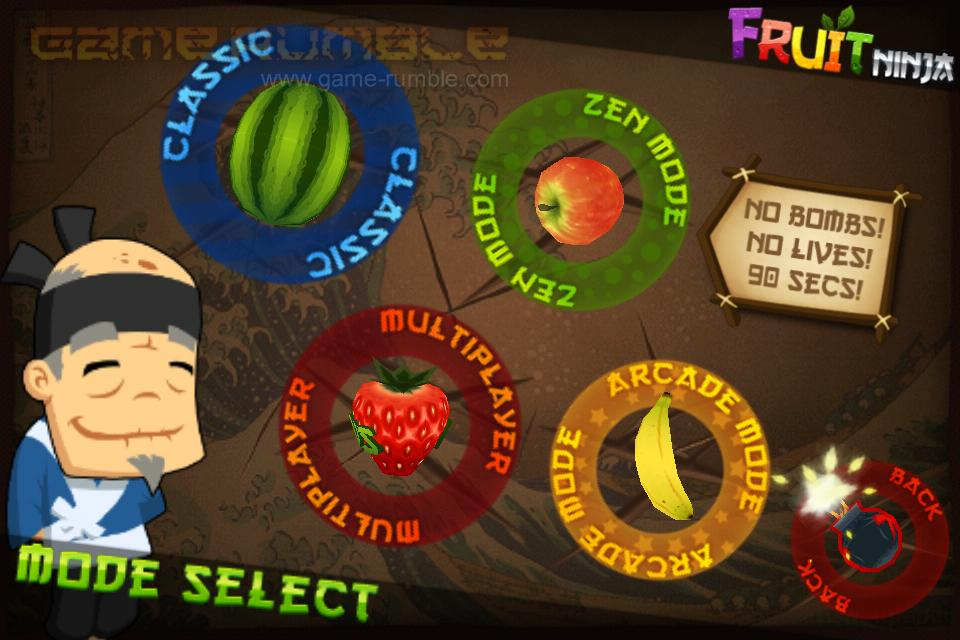 GAME RUMBLE
www.game-rumble.com
FRUIT NINJA
CLASSIC
CLASSIC
ZEN MODE
ZEN MODE
NO BOMBS!
NO LIVES!
90 SECS!
MULTIPLAYER
MULTIPLAYER
VS
ARCADE MODE
ARCADE MODE
BACK
BACK
MODE SELECT